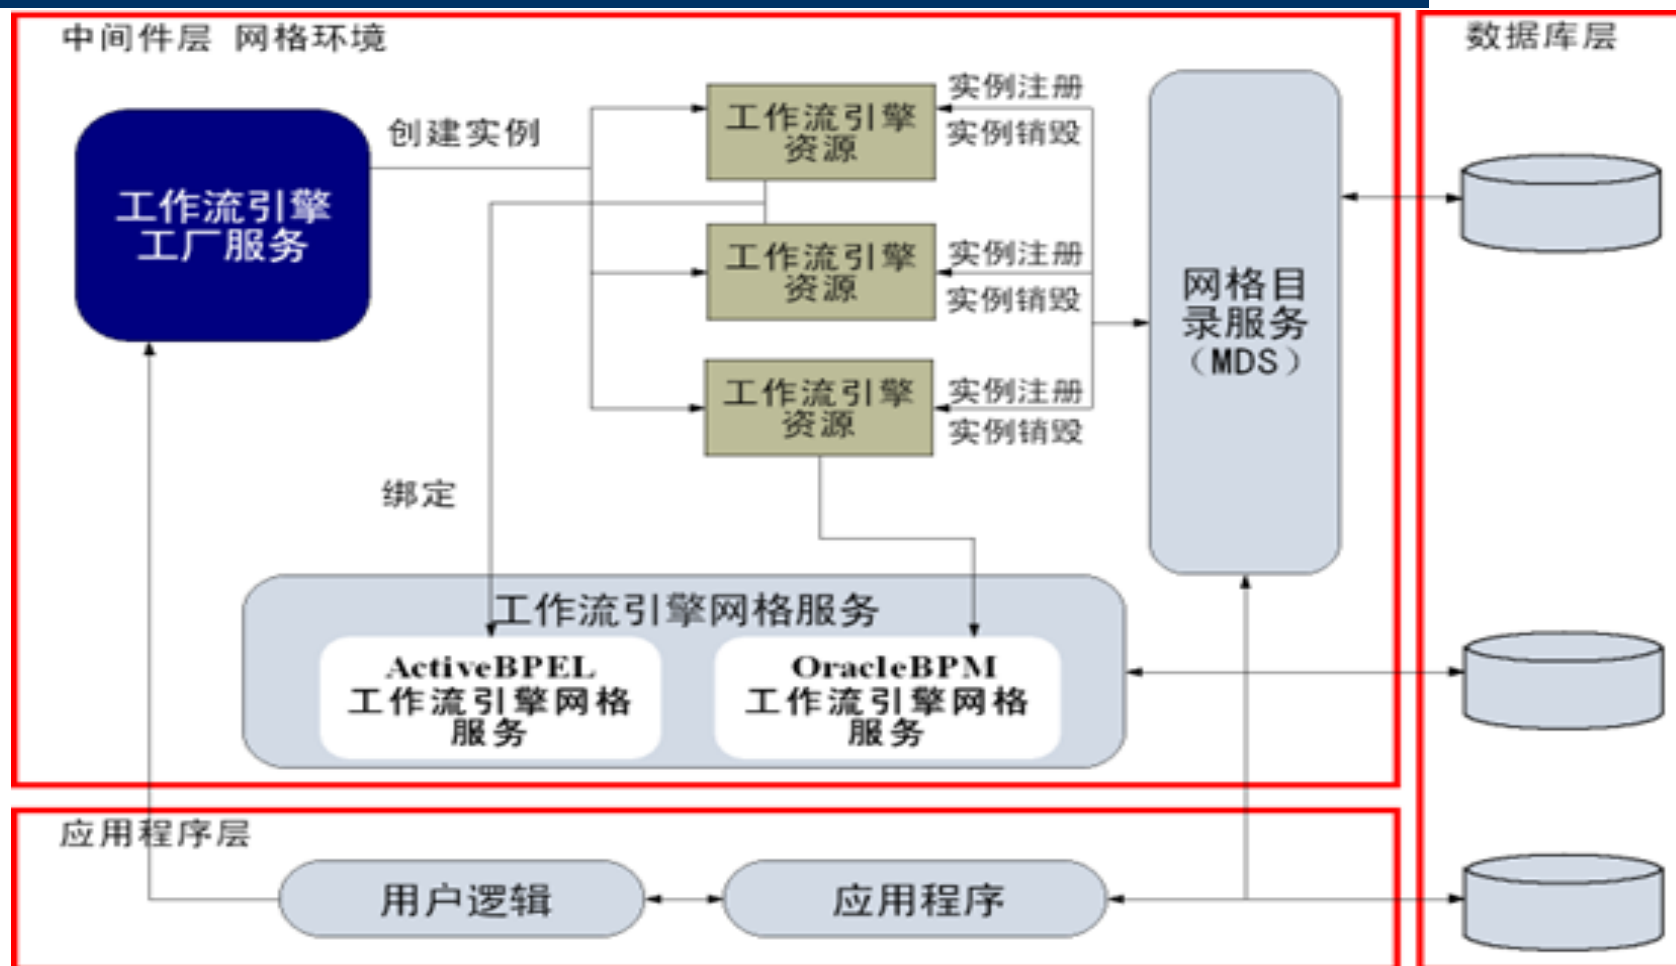 中间件层 网格环境
数据库层
工作流引擎
工厂服务
创建实例
工作流引擎
资源
实例注册
实例销毁
工作流引擎
资源
实例注册
实例销毁
工作流引擎
资源
实例注册
实例销毁
网格目
录服务
（MDS）
绑定
工作流引擎网格服务
ActiveBPEL
工作流引擎网格
服务
OracleBPM
工作流引擎网格
服务
应用程序层
用户逻辑
应用程序